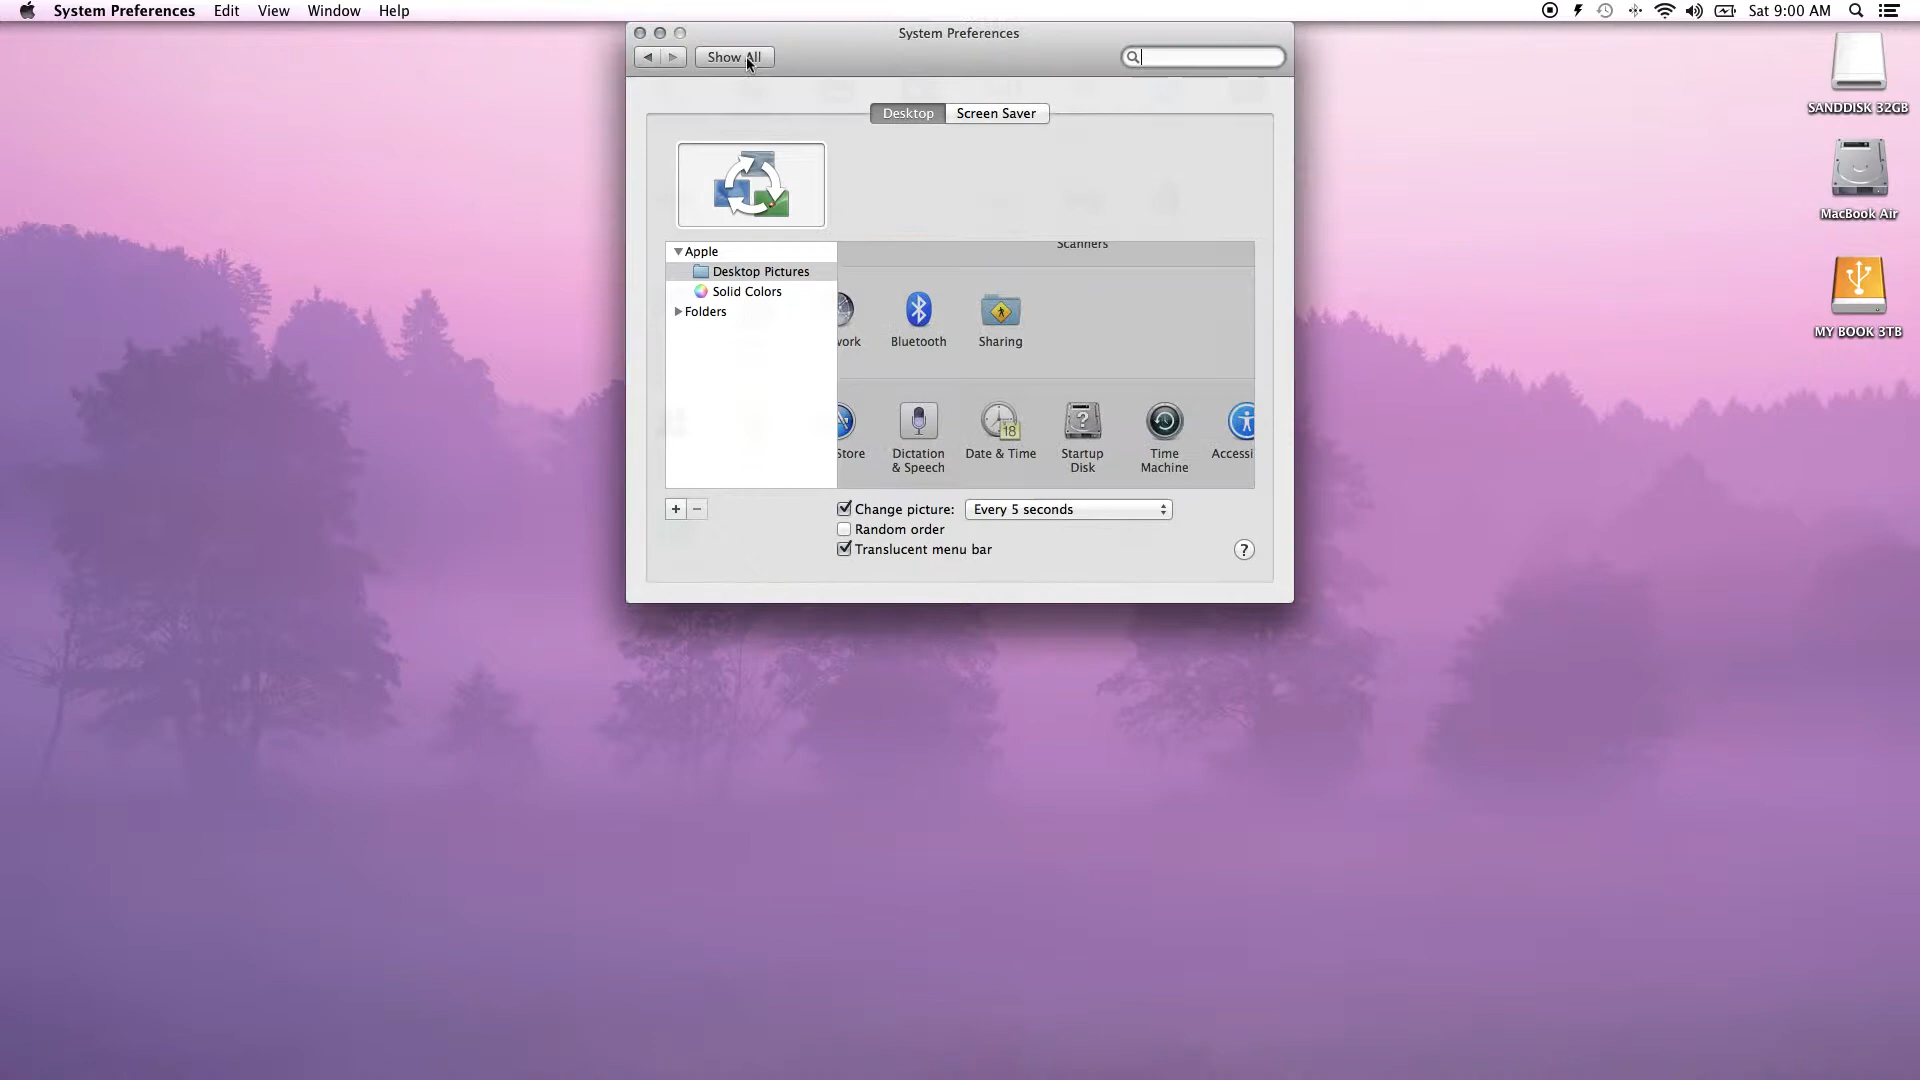 System Preferences Edit View Window Help
Sat 9:00 AM
System Preferences
Show All
Desktop Screen Saver
Apple
Desktop Pictures
Solid Colors
Folders
Scanners
work Bluetooth Sharing
Store Dictation & Speech Date & Time Startup Disk Time Machine Accessi
+ −
Change picture: Every 5 seconds
Random order
Translucent menu bar
?
SANDDISK 32GB
MacBook Air
MY BOOK 3TB